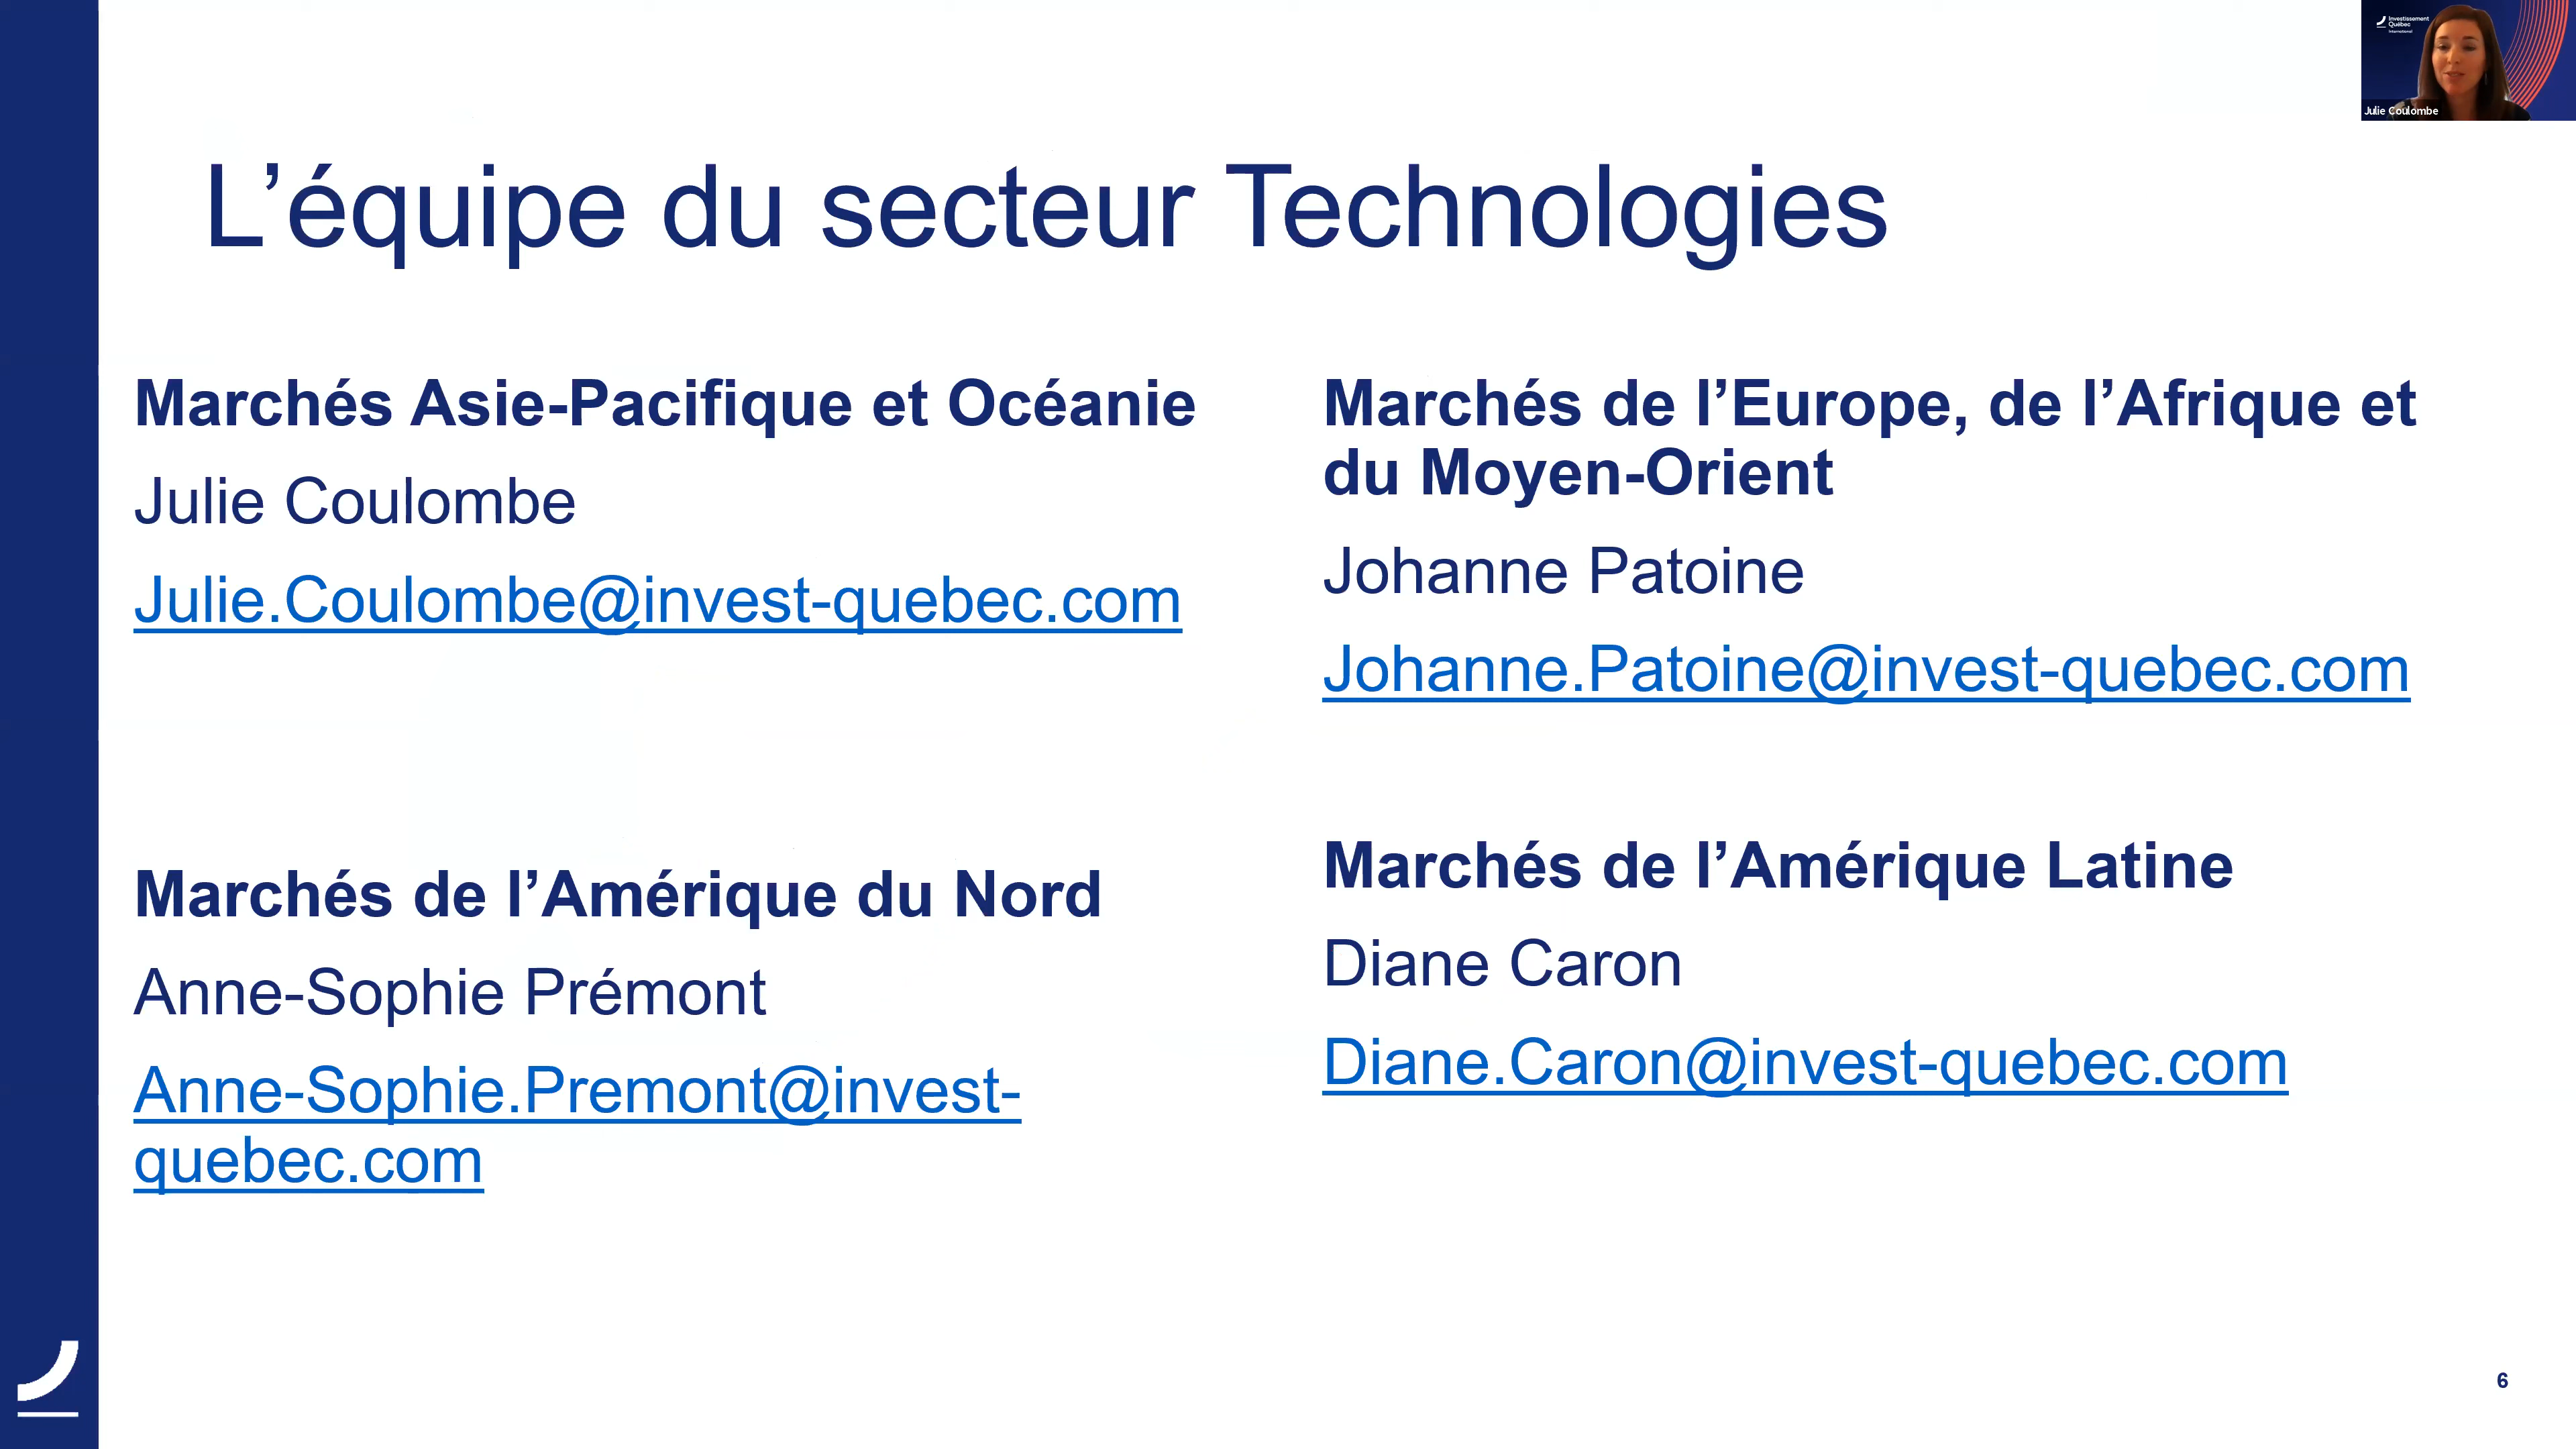 Investissement
Québec
International
Julie Coulombe
L’équipe du secteur Technologies
Marchés Asie-Pacifique et Océanie
Julie Coulombe
Julie.Coulombe@invest-quebec.com
Marchés de l’Amérique du Nord
Anne-Sophie Prémont
Anne-Sophie.Premont@invest-
quebec.com
Marchés de l’Europe, de l’Afrique et
du Moyen-Orient
Johanne Patoine
Johanne.Patoine@invest-quebec.com
Marchés de l’Amérique Latine
Diane Caron
Diane.Caron@invest-quebec.com
6